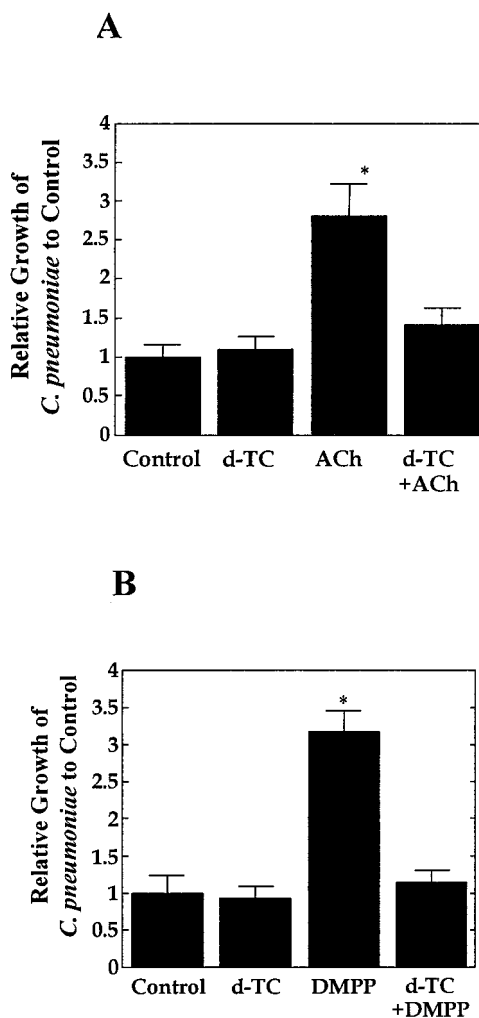 A
Relative Growth of
C. pneumoniae to Control
4
3.5
3
2.5
2
1.5
1
0.5
0
*
Control d-TC ACh d-TC
+ACh
B
Relative Growth of
C. pneumoniae to Control
4
3.5
3
2.5
2
1.5
1
0.5
0
*
Control d-TC DMPP d-TC
+DMPP